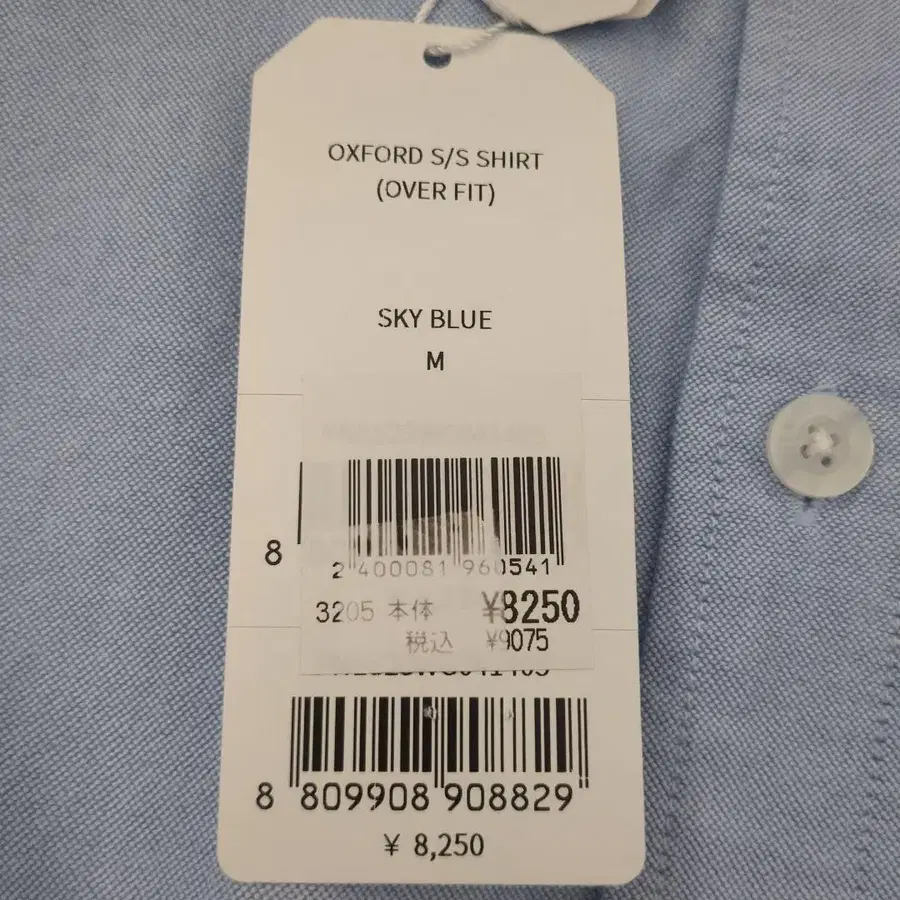 OXFORD S/S SHIRT
(OVER FIT)
SKY BLUE
M
8
2 400081 960541
3205 本体 ¥8250
税込 ¥9075
8 809908 908829
¥ 8,250